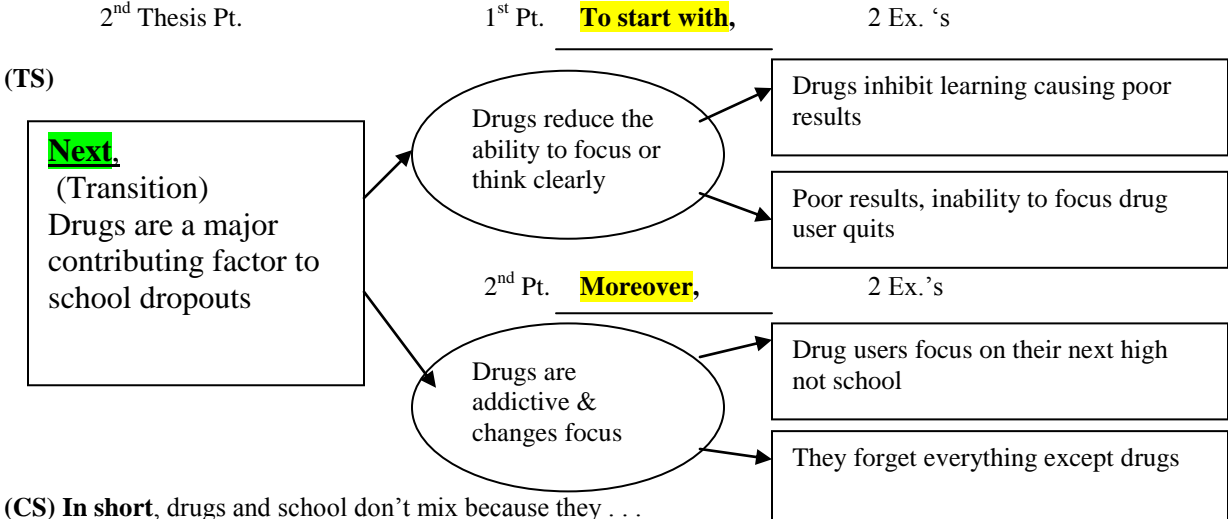 2nd Thesis Pt.
1st Pt. To start with,
2 Ex. ‘s
(TS)
Next,
(Transition)
Drugs are a major
contributing factor to
school dropouts
Drugs reduce the
ability to focus or
think clearly
Drugs inhibit learning causing poor
results
Poor results, inability to focus drug
user quits
2nd Pt. Moreover,
2 Ex.’s
Drugs are
addictive &
changes focus
Drug users focus on their next high
not school
They forget everything except drugs
(CS) In short, drugs and school don’t mix because they . . .